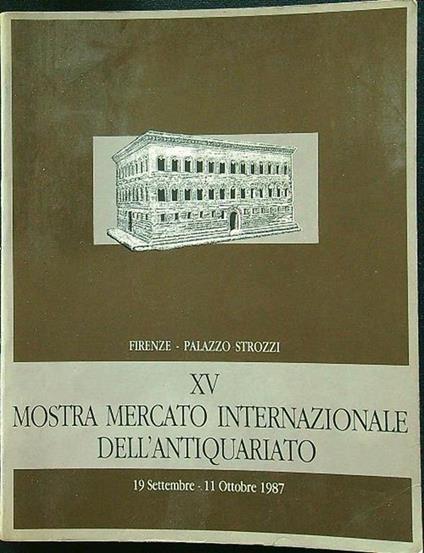 FIRENZE - PALAZZO STROZZI
XV
MOSTRA MERCATO INTERNAZIONALE
DELL'ANTIQUARIATO
19 Settembre - 11 Ottobre 1987